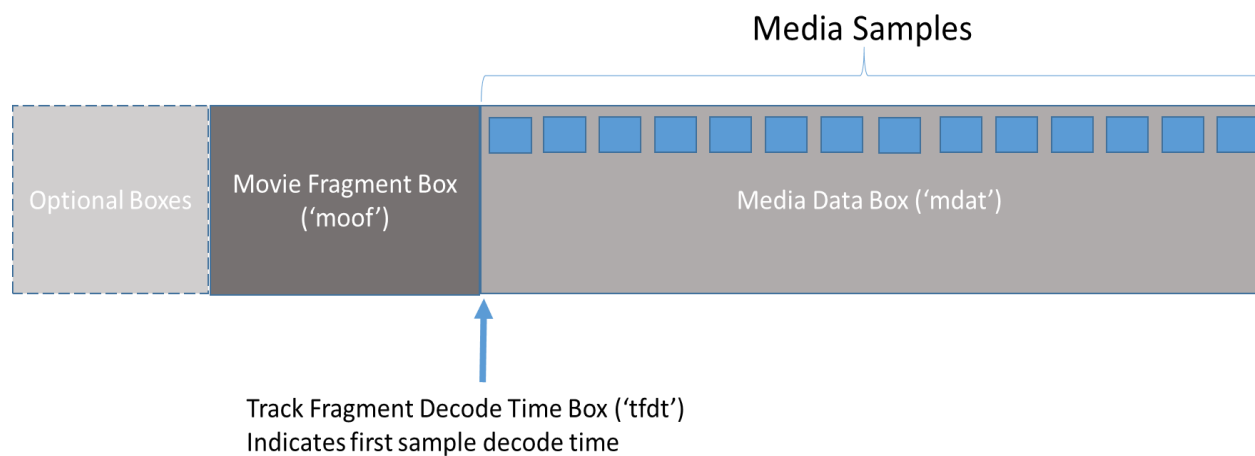 Media Samples
Optional Boxes
Movie Fragment Box
(‘moof’)
Media Data Box (‘mdat’)
Track Fragment Decode Time Box (‘tfdt’)
Indicates first sample decode time